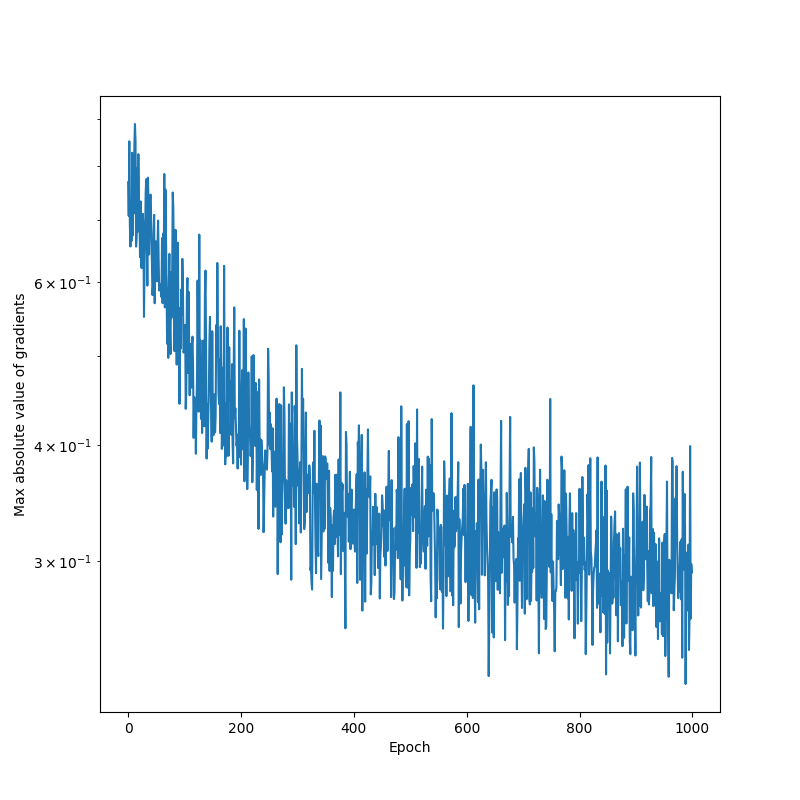 Max absolute value of gradients
6 × 10⁻¹
4 × 10⁻¹
3 × 10⁻¹
0 200 400 600 800 1000
Epoch